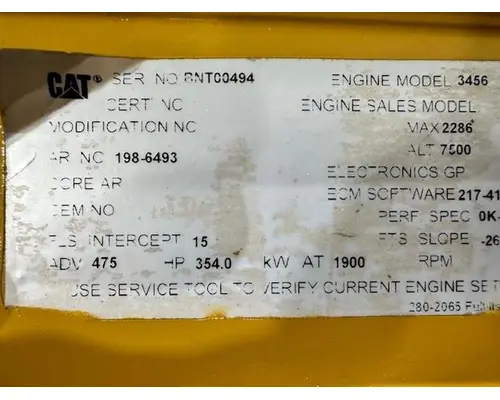 CAT® SER NO BNT00494 ENGINE MODEL 3456
CERT NO ENGINE SALES MODEL
MODIFICATION NO MAX 2286
ALT 7500
AR NO 198-6493 ELECTRONICS GP
CORE AR ECM SOFTWARE 217-41
OEM NO PERF. SPEC 0K-
FLS INTERCEPT 15 FTS SLOPE -26
ADV 475 HP 354.0 KW AT 1900 RPM
USE SERVICE TOOL TO VERIFY CURRENT ENGINE SET
280-2065